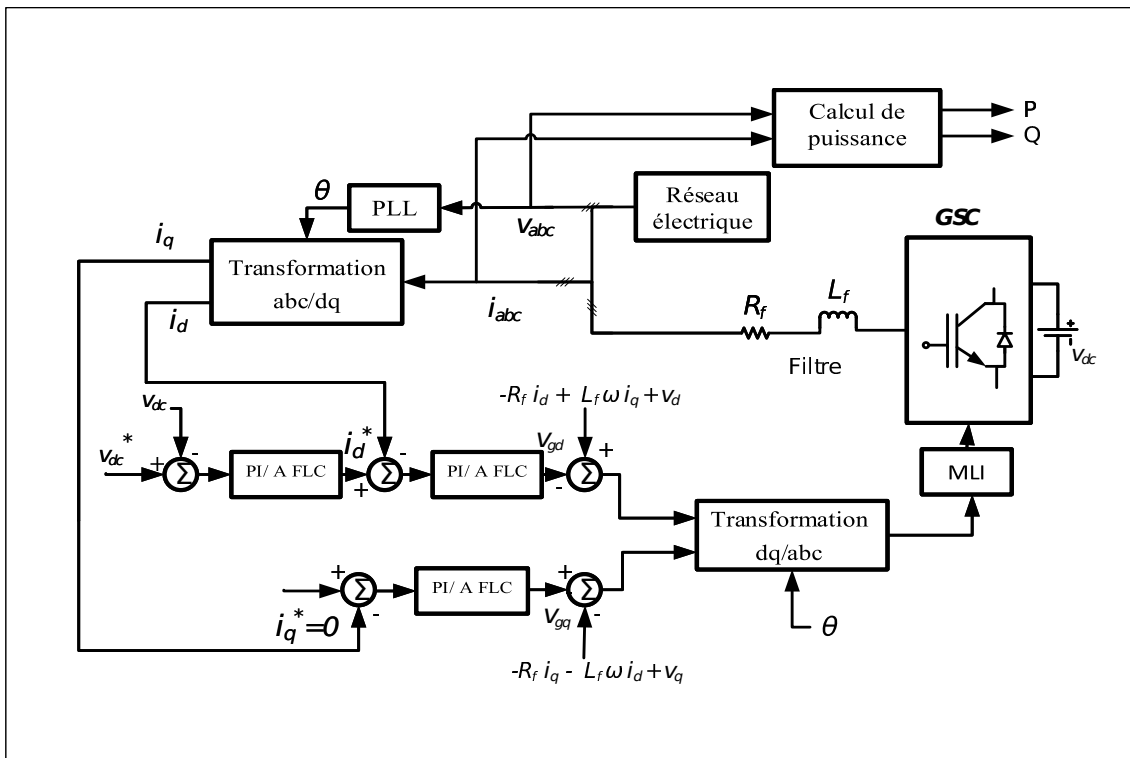 Calcul de
puissance
P
Q
θ
PLL
v_abc
Réseau
électrique
GSC
i_q
Transformation
abc/dq
i_d
i_abc
R_f
L_f
Filtre
+
v_dc
-R_f i_d + L_f ω i_q + v_d
v_dc
v_dc*
+
-
Σ
PI/ A FLC
i_d*
+
-
Σ
PI/ A FLC
v_gd
-
+
Σ
MLI
Transformation
dq/abc
+
Σ
-
i_q*=0
PI/ A FLC
+
v_gq
Σ
-
θ
-R_f i_q - L_f ω i_d + v_q